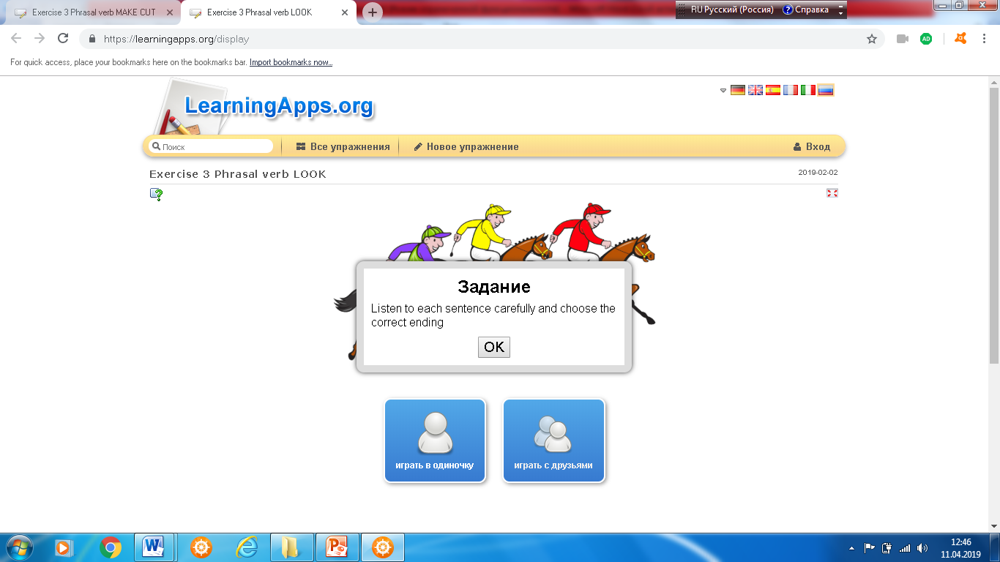 Exercise 3 Phrasal verb MAKE CUT
Exercise 3 Phrasal verb LOOK
RU Русский (Россия)
? Справка
https://learningapps.org/display
AD
For quick access, place your bookmarks here on the bookmarks bar. Import bookmarks now...
LearningApps.org
Поиск
Все упражнения
Новое упражнение
Вход
Exercise 3 Phrasal verb LOOK
2019-02-02
Задание
Listen to each sentence carefully and choose the
correct ending
OK
играть в одиночку
играть с друзьями
12:46
11.04.2019